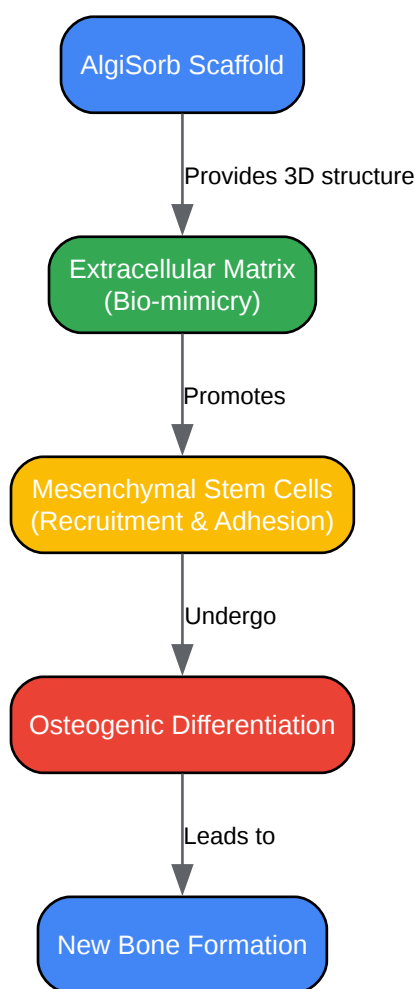 AlgiSorb Scaffold
Provides 3D structure
Extracellular Matrix
(Bio-mimicry)
Promotes
Mesenchymal Stem Cells
(Recruitment & Adhesion)
Undergo
Osteogenic Differentiation
Leads to
New Bone Formation